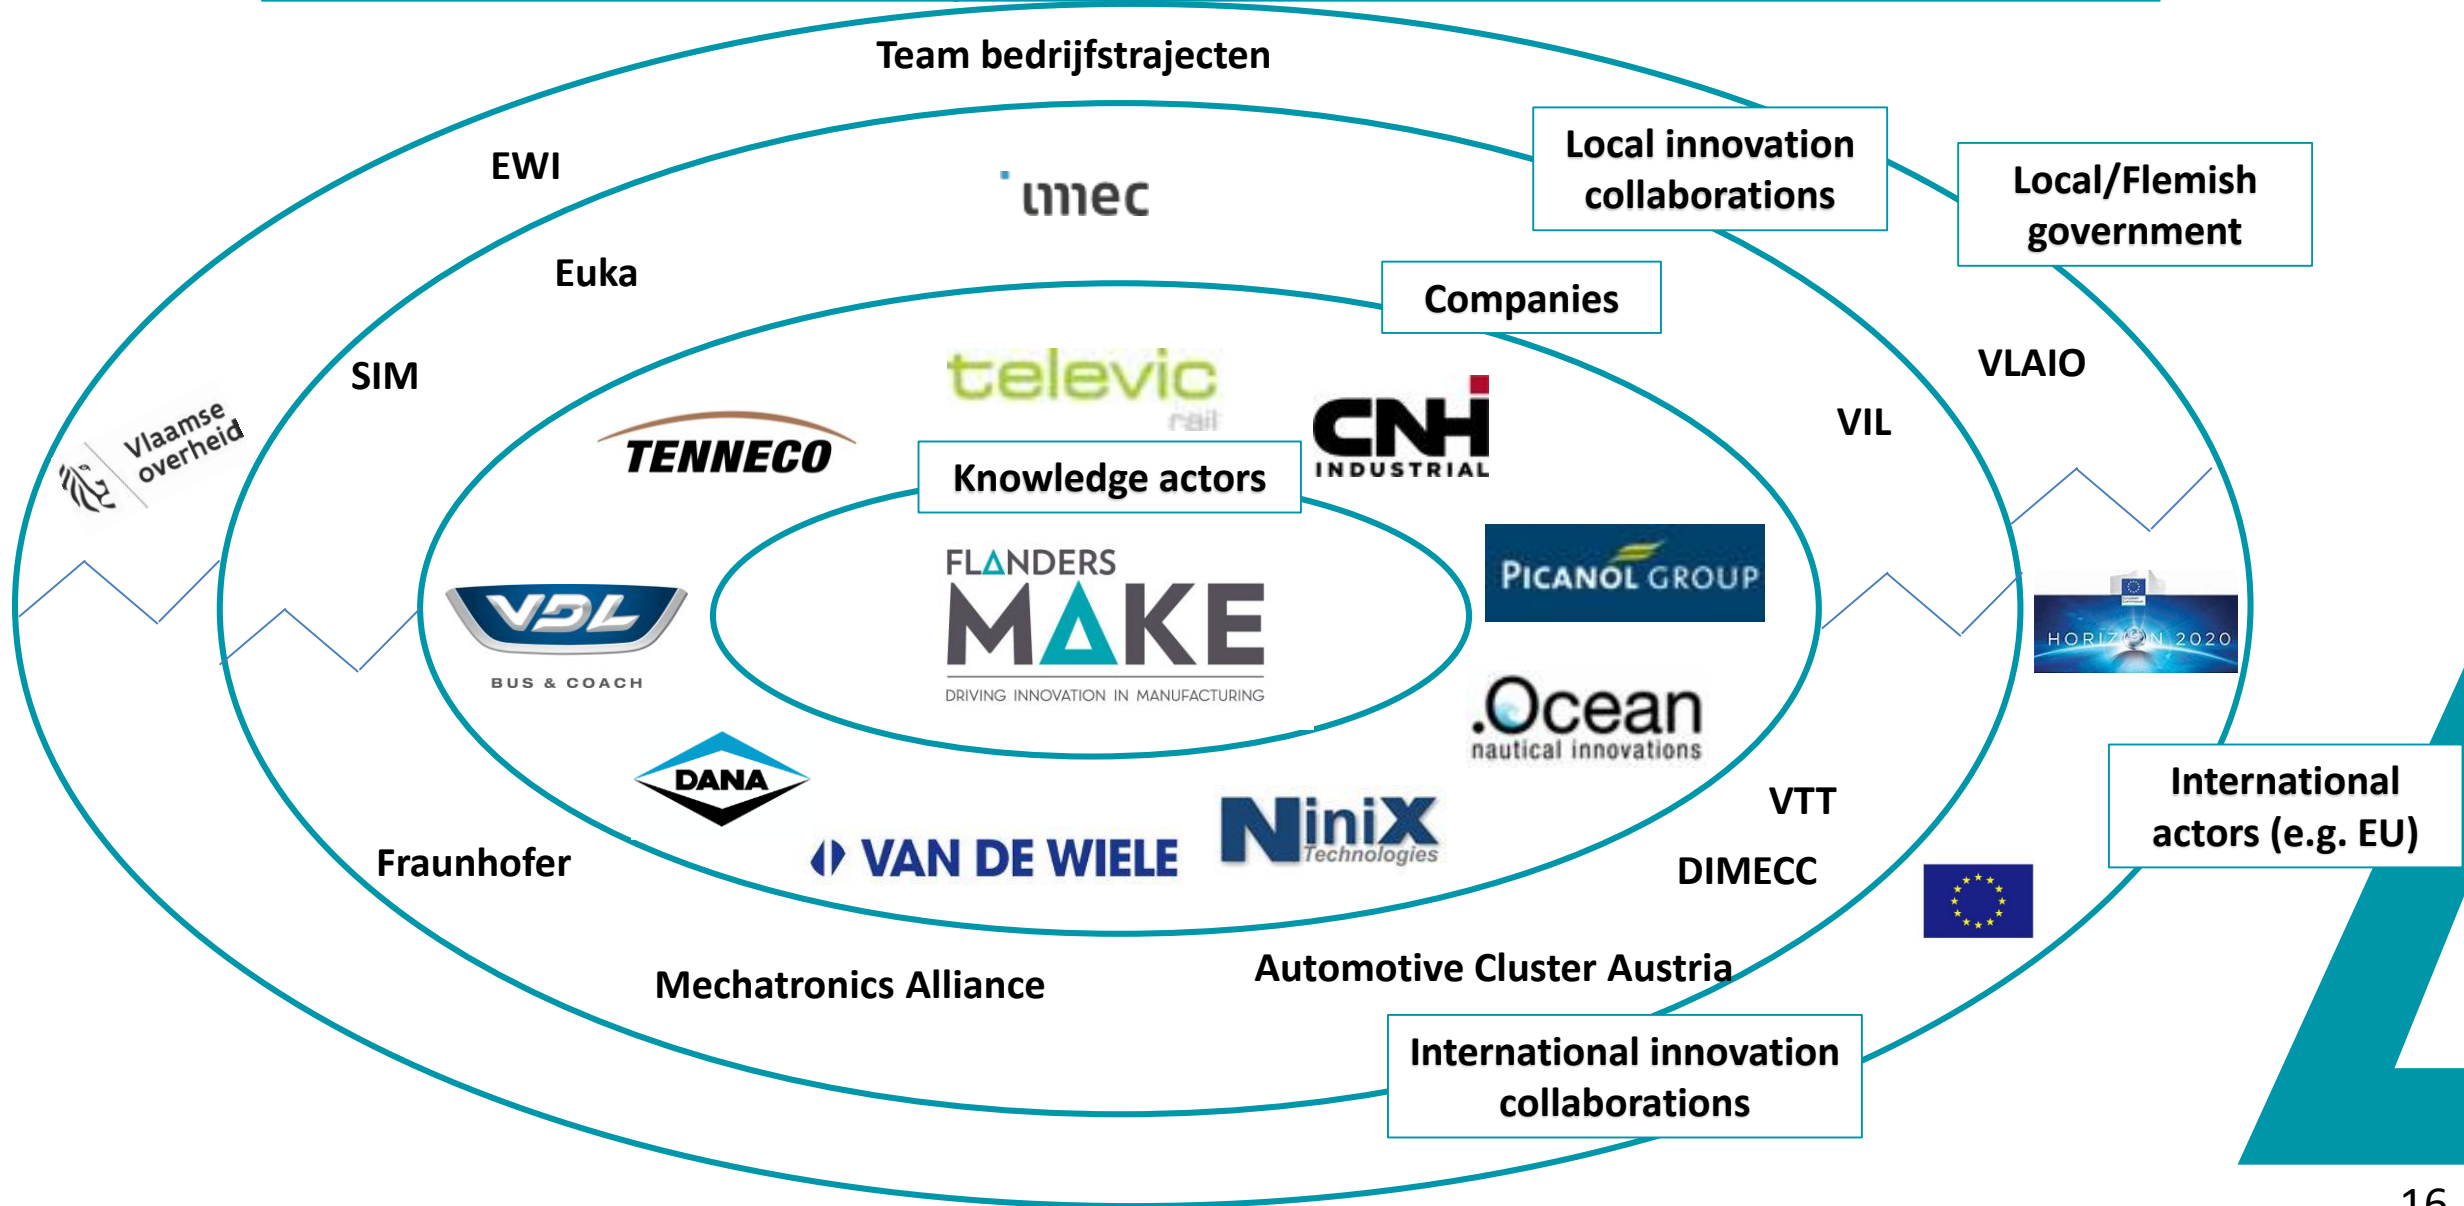 Team bedrijfstrajecten
Local innovation
collaborations
EWI
Local/Flemish
government
imec
Euka
Companies
SIM
televic
rail
VLAIO
CNH
INDUSTRIAL
VIL
Vlaamse
overheid
TENNECO
Knowledge actors
FLANDERS
MAKE
DRIVING INNOVATION IN MANUFACTURING
PICANOL GROUP
VDL
BUS & COACH
HORIZON 2020
.Ocean
nautical innovations
DANA
International
actors (e.g. EU)
VTT
NiniX
Technologies
VAN DE WIELE
Fraunhofer
DIMECC
Mechatronics Alliance
Automotive Cluster Austria
International innovation
collaborations
16